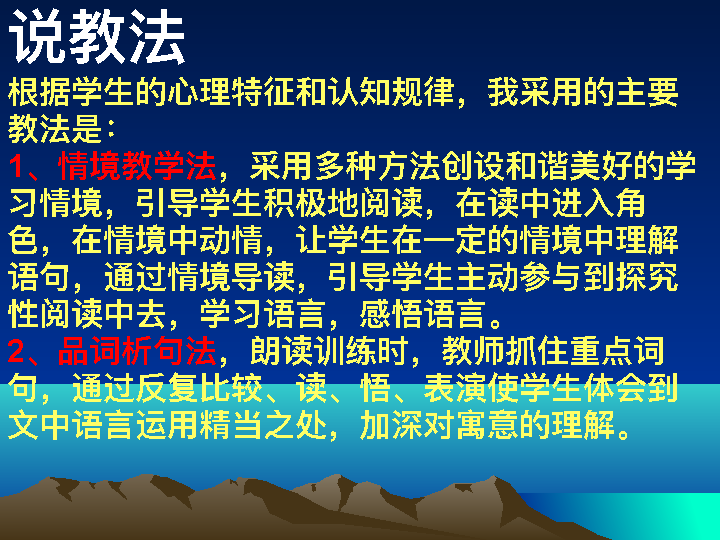 说教法
根据学生的心理特征和认知规律，我采用的主要
教法是：
1、情境教学法，采用多种方法创设和谐美好的学
习情境，引导学生积极地阅读，在读中进入角
色，在情境中动情，让学生在一定的情境中理解
语句，通过情境导读，引导学生主动参与到探究
性阅读中去，学习语言，感悟语言。
2、品词析句法，朗读训练时，教师抓住重点词
句，通过反复比较、读、悟、表演使学生体会到
文中语言运用精当之处，加深对寓意的理解。